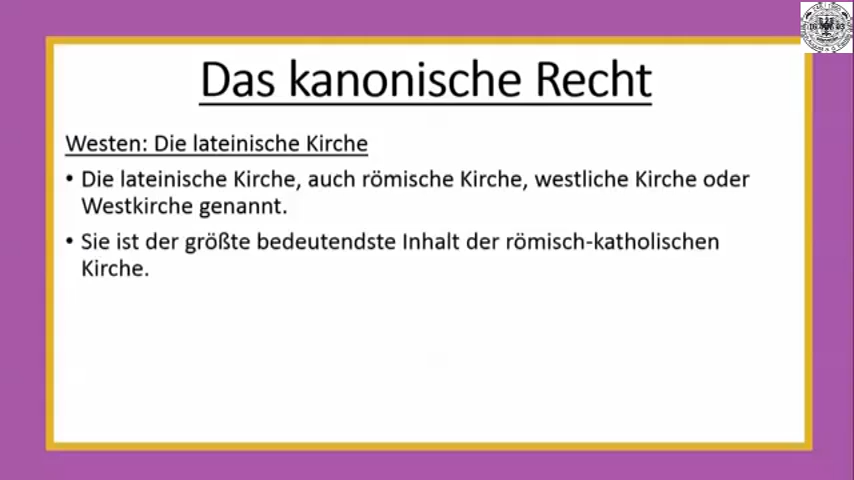 Das kanonische Recht
Westen: Die lateinische Kirche
• Die lateinische Kirche, auch römische Kirche, westliche Kirche oder
Westkirche genannt.
• Sie ist der größte bedeutendste Inhalt der römisch-katholischen
Kirche.